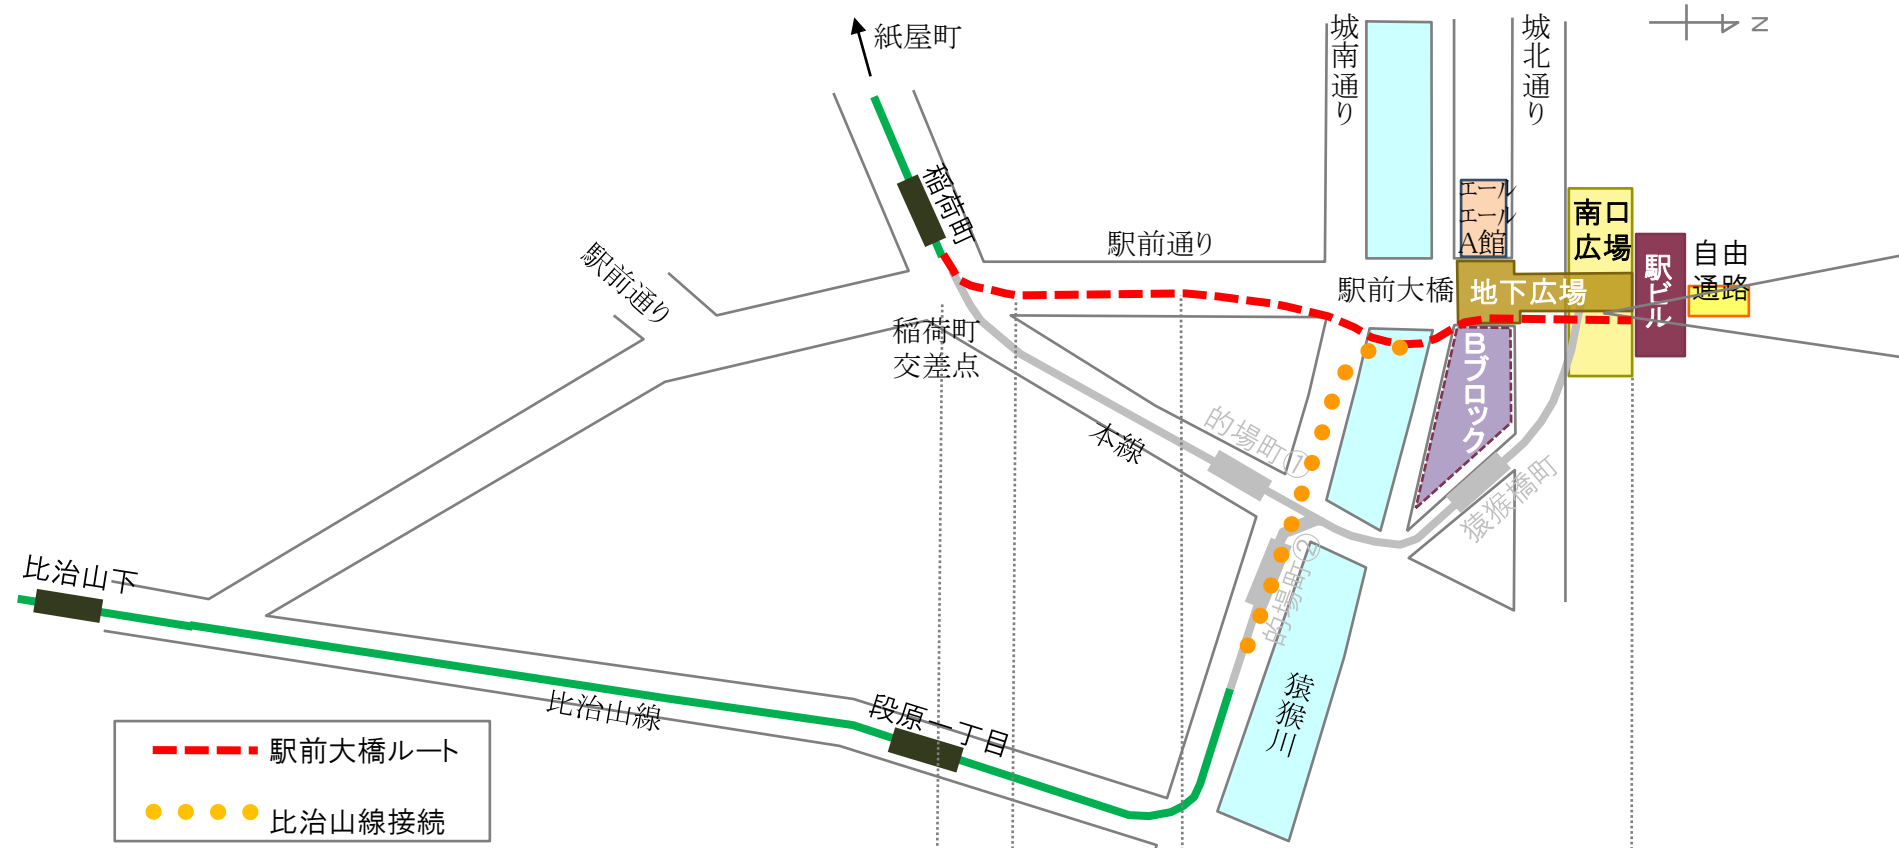 紙屋町
城南通り
城北通り
N
稲荷町
駅前通り
エール
エール
A館
南口
広場
駅ビル
自由
通路
駅前通り
駅前大橋
地下広場
稲荷町
交差点
Bブロック
本線
的場町①
猿猴橋町
的場町②
比治山下
比治山線
段原一丁目
猿猴川
駅前大橋ルート
比治山線接続